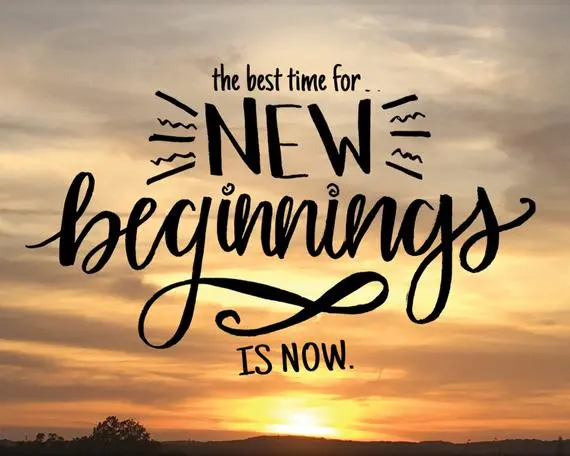 the best time for..
NEW
beginnings
IS NOW.